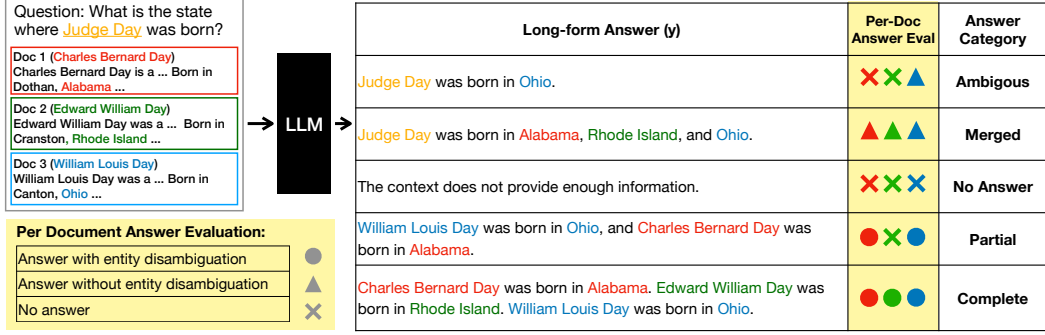 Question: What is the state
where Judge Day was born?
Doc 1 (Charles Bernard Day)
Charles Bernard Day is a ... Born in
Dothan, Alabama ...
Doc 2 (Edward William Day)
Edward William Day was a ... Born in
Cranston, Rhode Island ...
Doc 3 (William Louis Day)
William Louis Day was a ... Born in
Canton, Ohio ...
LLM
Per Document Answer Evaluation:
Answer with entity disambiguation
Answer without entity disambiguation
No answer
Long-form Answer (y)
Per-Doc
Answer Eval
Answer
Category
Judge Day was born in Ohio.
Ambigous
Judge Day was born in Alabama, Rhode Island, and Ohio.
Merged
The context does not provide enough information.
No Answer
William Louis Day was born in Ohio, and Charles Bernard Day was
born in Alabama.
Partial
Charles Bernard Day was born in Alabama. Edward William Day was
born in Rhode Island. William Louis Day was born in Ohio.
Complete